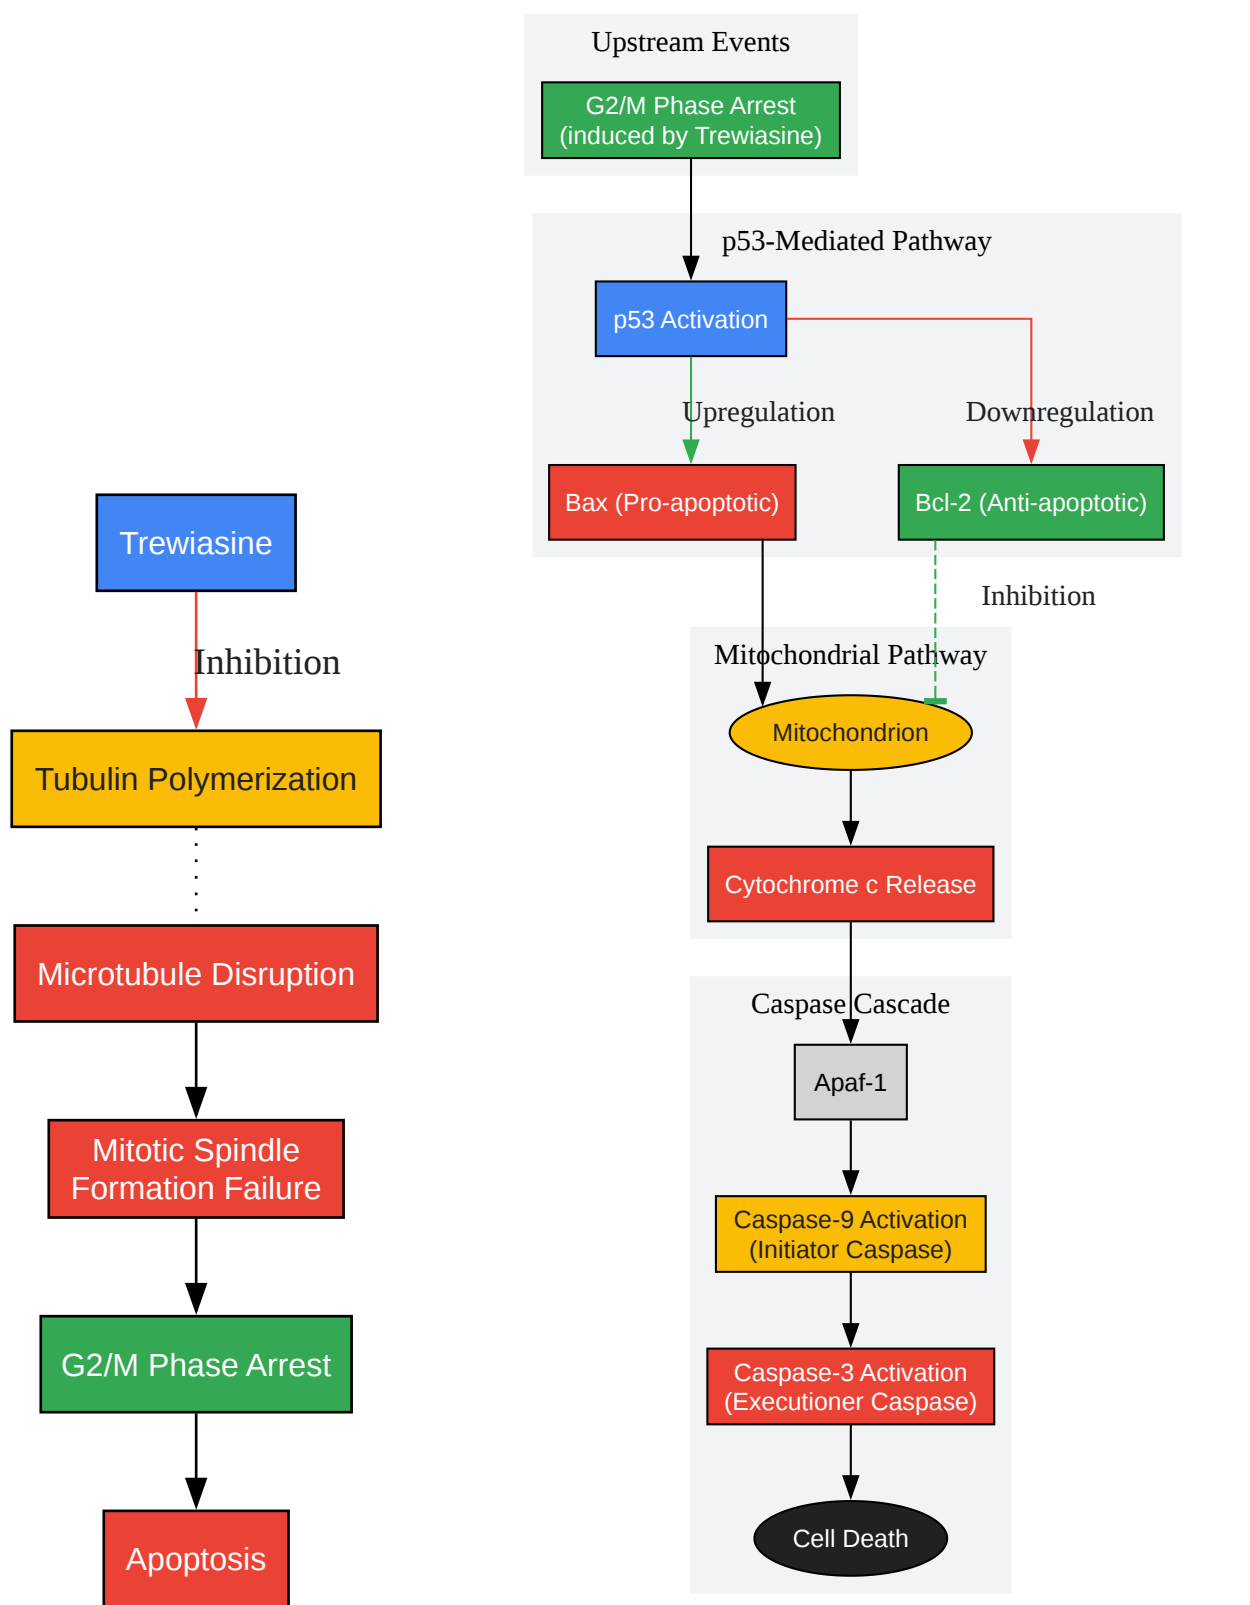 Trewiasine
Inhibition
Tubulin Polymerization
Microtubule Disruption
Mitotic Spindle
Formation Failure
G2/M Phase Arrest
Apoptosis
Upstream Events
G2/M Phase Arrest
(induced by Trewiasine)
p53-Mediated Pathway
p53 Activation
Upregulation
Downregulation
Bax (Pro-apoptotic)
Bcl-2 (Anti-apoptotic)
Inhibition
Mitochondrial Pathway
Mitochondrion
Cytochrome c Release
Caspase Cascade
Apaf-1
Caspase-9 Activation
(Initiator Caspase)
Caspase-3 Activation
(Executioner Caspase)
Cell Death